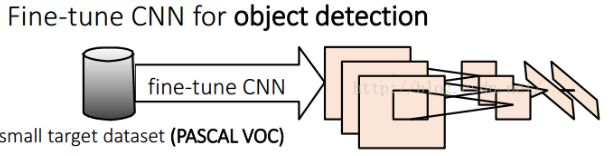 Fine-tune CNN for object detection
fine-tune CNN
small target dataset (PASCAL VOC)